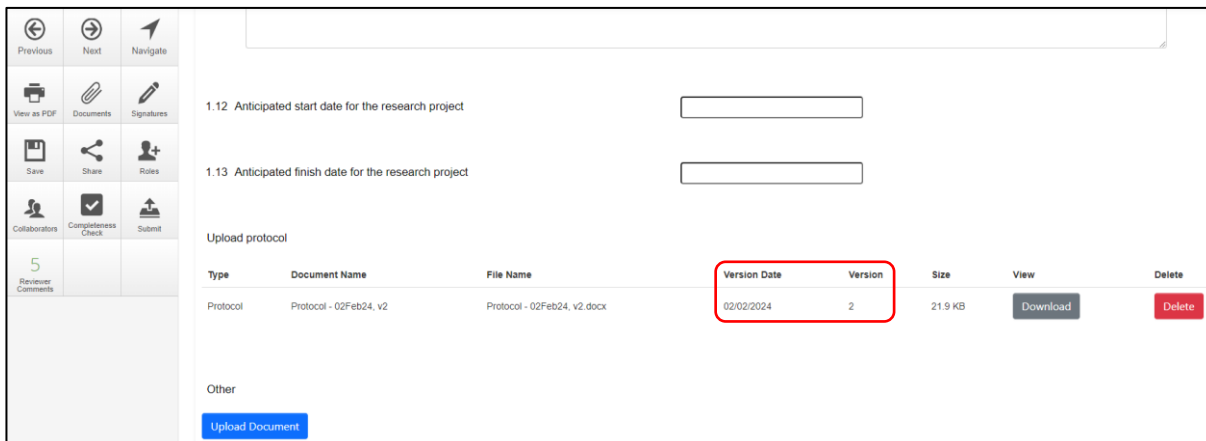 Previous Next Navigate
View as PDF Documents Signatures
Save Share Roles
Collaborators Completeness Check Submit
5
Reviewer Comments
1.12 Anticipated start date for the research project
1.13 Anticipated finish date for the research project
Upload protocol
Type Document Name File Name Version Date Version Size View Delete
Protocol Protocol - 02Feb24, v2 Protocol - 02Feb24, v2.docx 02/02/2024 2 21.9 KB Download Delete
Other
Upload Document